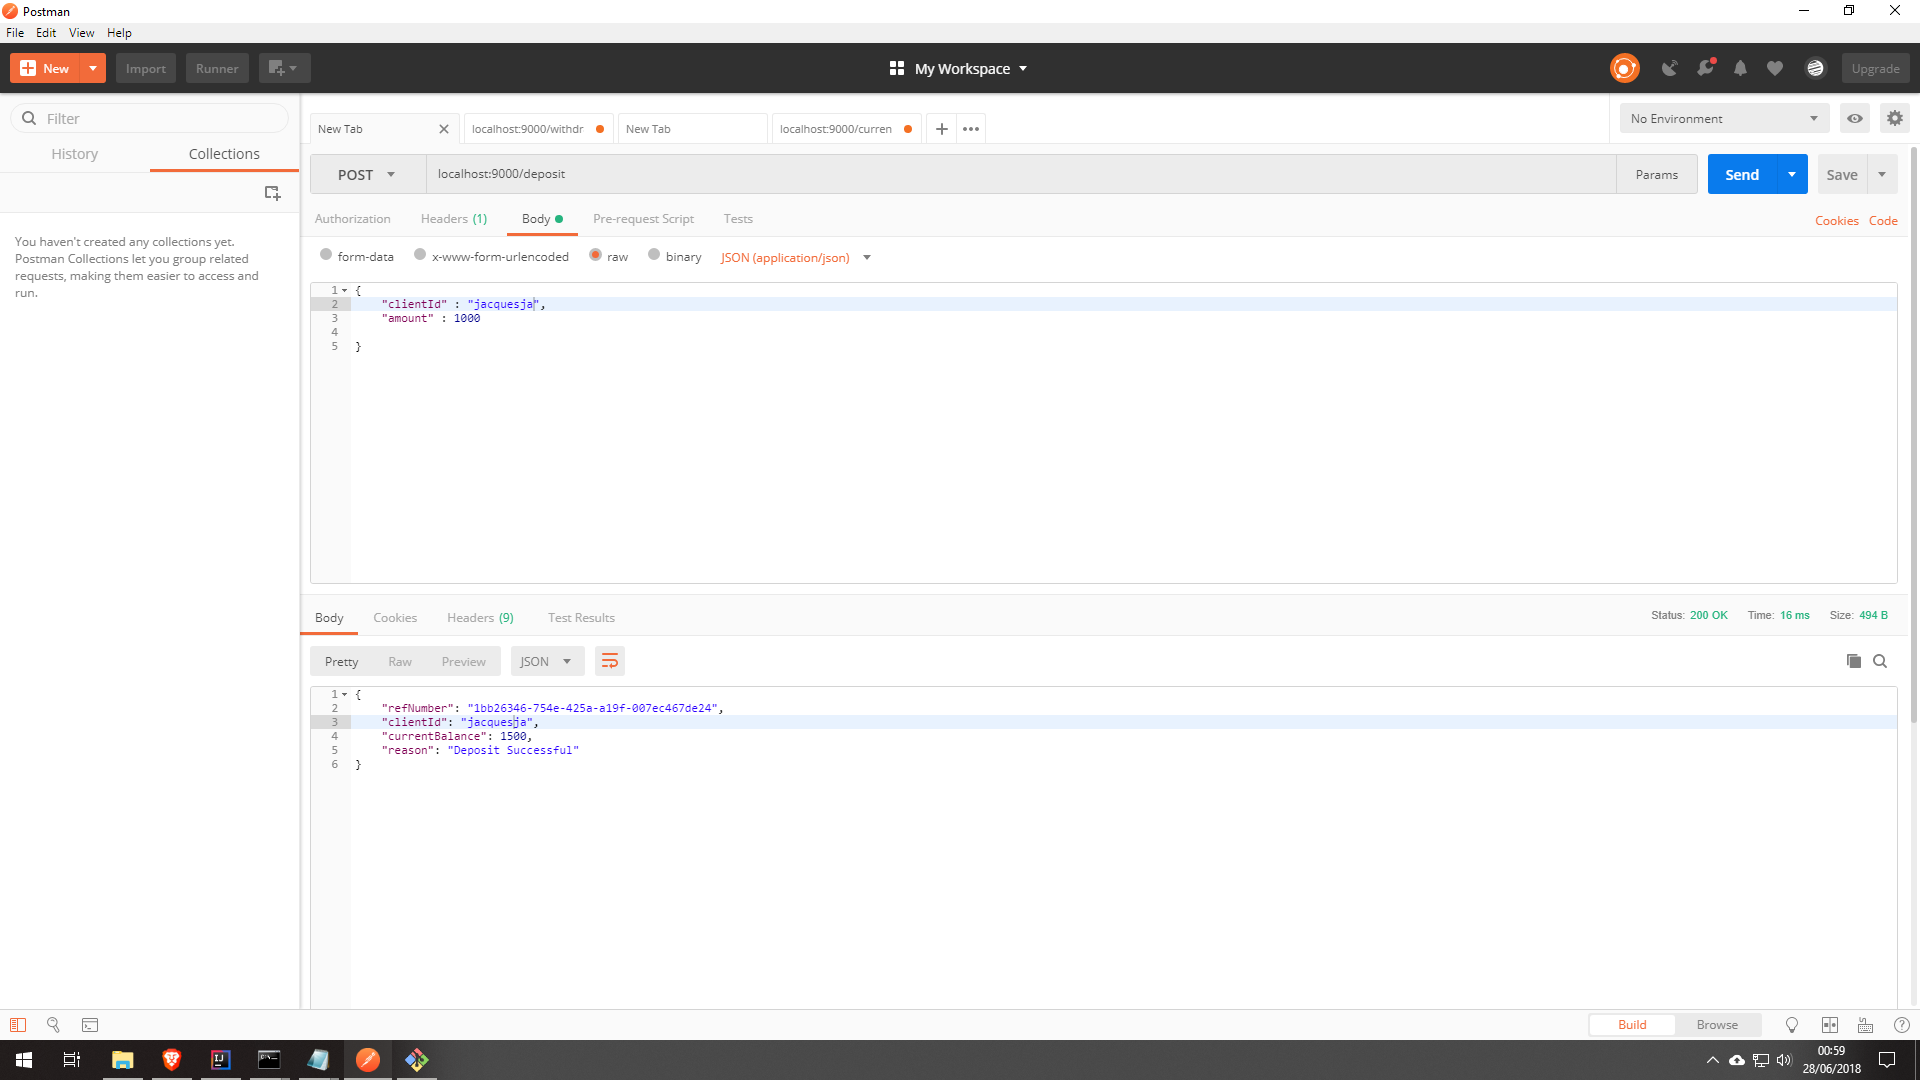 Postman
File Edit View Help
New Import Runner My Workspace Upgrade
Filter
History Collections
You haven't created any collections yet.
Postman Collections let you group related
requests, making them easier to access and
run.
New Tab localhost:9000/withdr New Tab localhost:9000/curren No Environment
POST localhost:9000/deposit Params Send Save
Authorization Headers (1) Body Pre-request Script Tests Cookies Code
form-data x-www-form-urlencoded raw binary JSON (application/json)
1 {
2 "clientId" : "jacquesja",
3 "amount" : 1000
4
5 }
Body Cookies Headers (9) Test Results Status: 200 OK Time: 16 ms Size: 494 B
Pretty Raw Preview JSON
1 {
2 "refNumber": "1bb26346-754e-425a-a19f-007ec467de24",
3 "clientId": "jacquesja",
4 "currentBalance": 1500,
5 "reason": "Deposit Successful"
6 }
Build Browse
00:59
28/06/2018